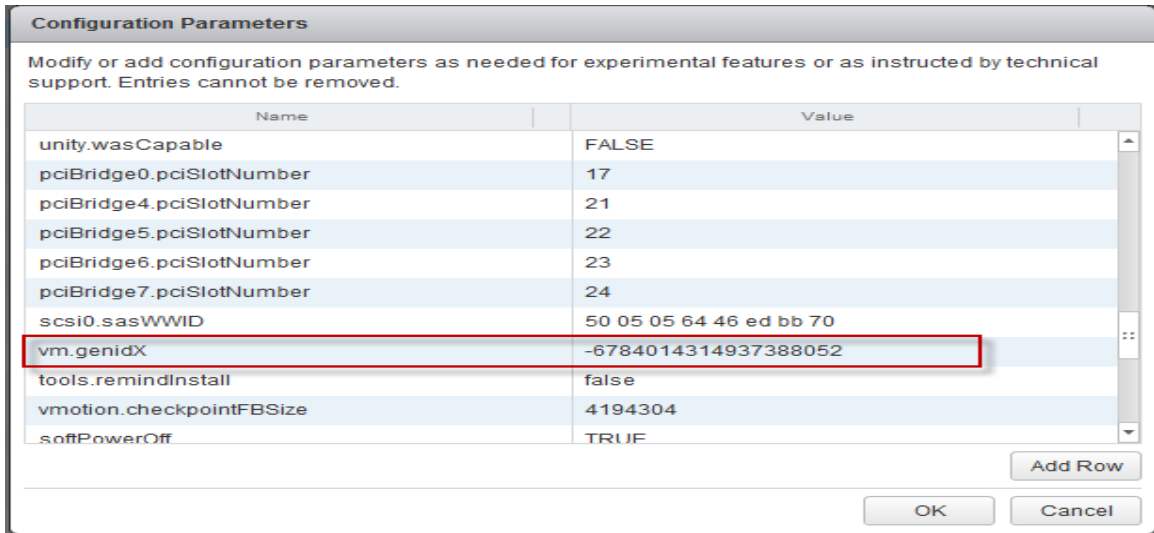 Configuration Parameters
Modify or add configuration parameters as needed for experimental features or as instructed by technical
support. Entries cannot be removed.
Name Value
unity.wasCapable FALSE
pciBridge0.pciSlotNumber 17
pciBridge4.pciSlotNumber 21
pciBridge5.pciSlotNumber 22
pciBridge6.pciSlotNumber 23
pciBridge7.pciSlotNumber 24
scsi0.sasWWID 50 05 05 64 46 ed bb 70
vm.genidX -6784014314937388052
tools.remindInstall false
vmotion.checkpointFBSize 4194304
softPowerOff TRUE
Add Row
OK Cancel